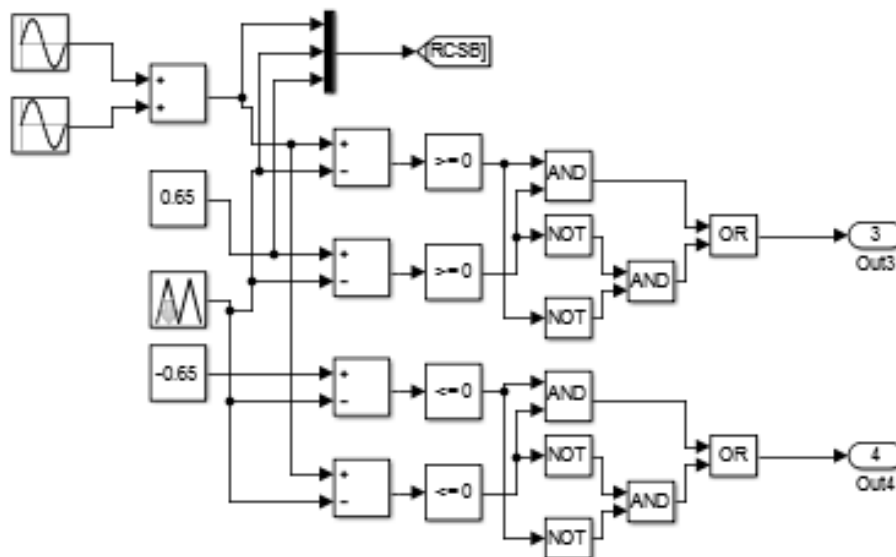 +
+
[RCSB]
+
−
>= 0
AND
0.65
NOT
OR
3
Out3
+
−
>= 0
AND
NOT
-0.65
+
−
<= 0
AND
NOT
OR
4
Out4
+
−
<= 0
AND
NOT